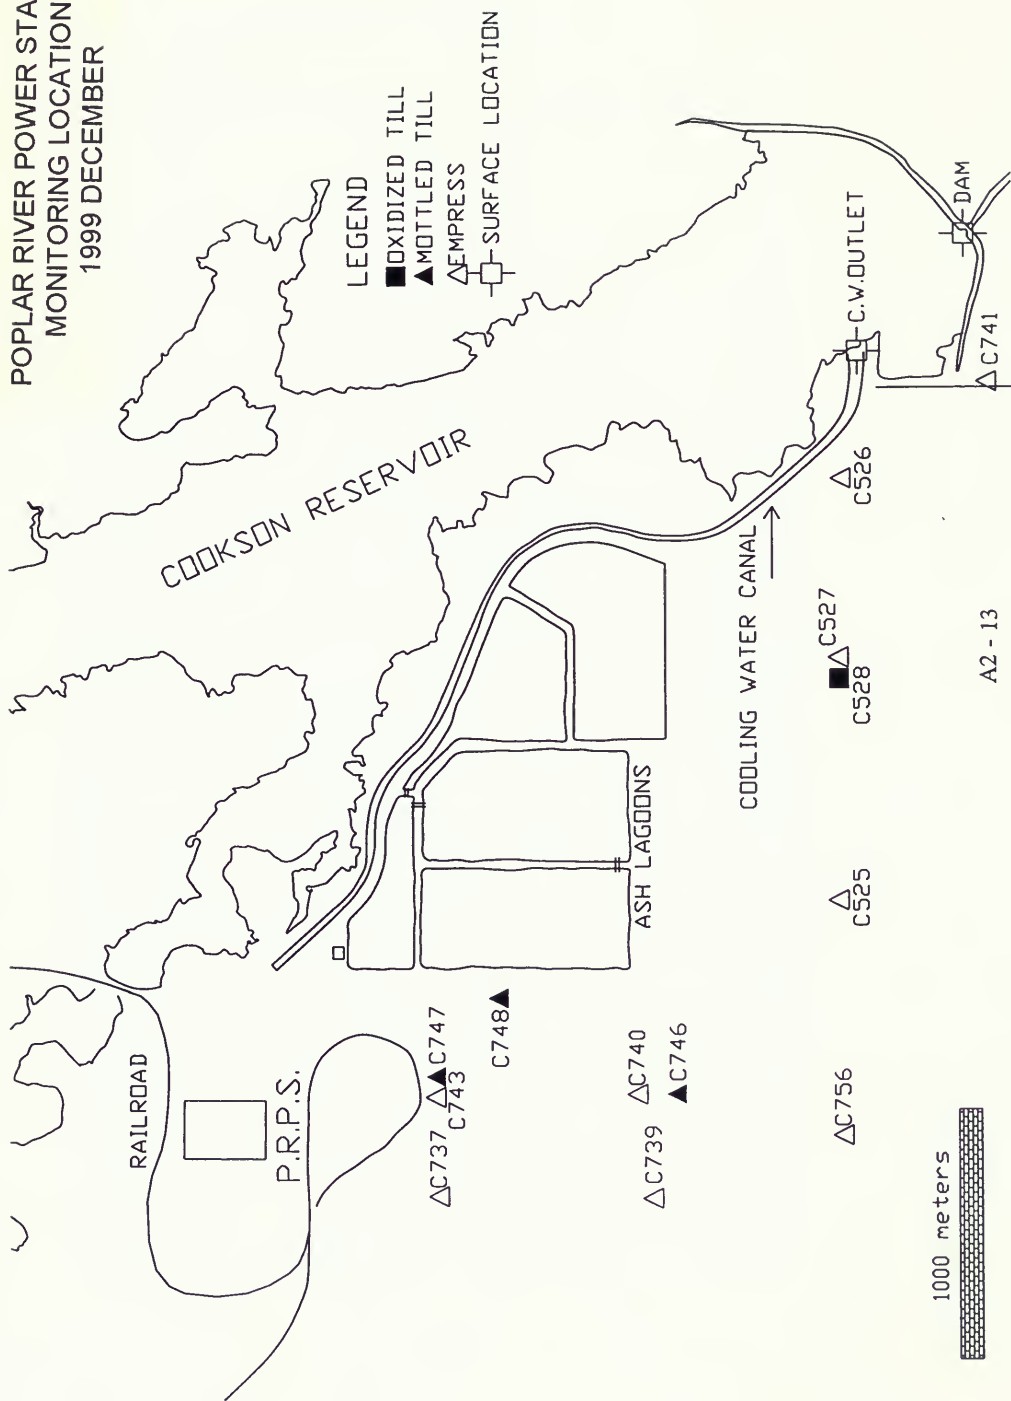 POPLAR RIVER POWER STA
MONITORING LOCATION
1999 DECEMBER
LEGEND
OXIDIZED TILL
MOTTLED TILL
EMPRESS
SURFACE LOCATION
COOKSON RESERVOIR
RAILROAD
P.R.P.S.
C747
C743
C737
C748
C740
C746
C739
C756
ASH LAGOONS
COOLING WATER CANAL
C525
C527
C528
C526
C.W.OUTLET
DAM
C741
1000 meters
A2 - 13